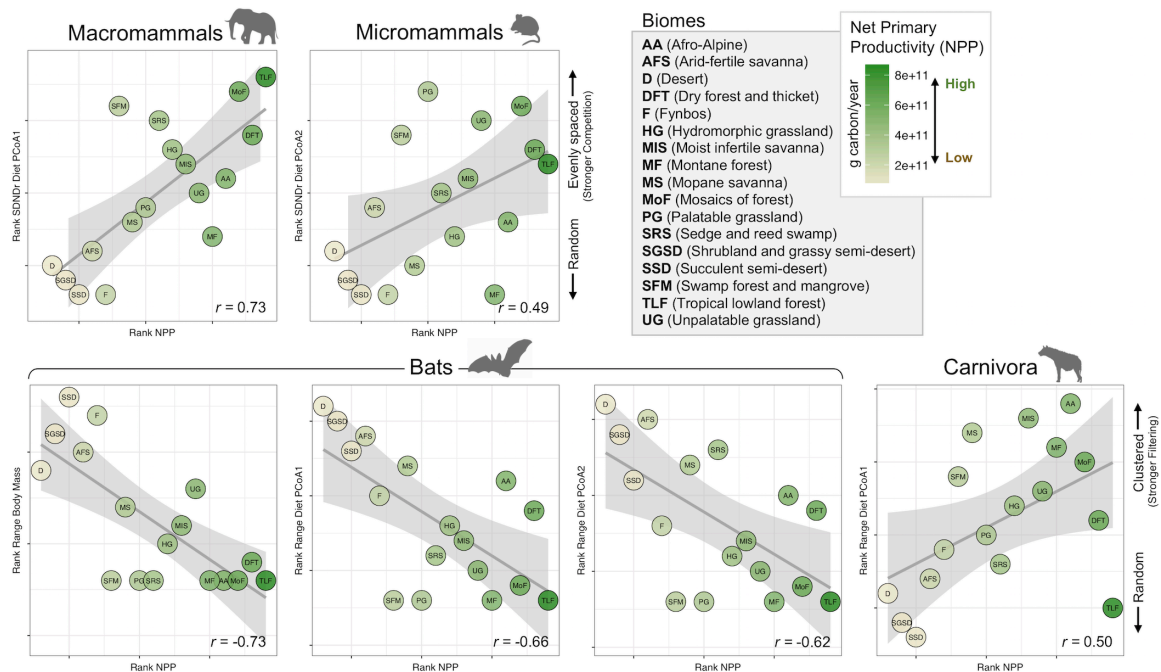 Macromammals
Rank SDNDr Diet PCoA1
TLF
MoF
SFM
SRS
DFT
HG
MIS
AA
UG
PG
MS
MF
AFS
D
SGSD
SSD
F
r = 0.73
Rank NPP
Micromammals
Rank SDNDr Diet PCoA2
PG
MoF
UG
SFM
DFT
TLF
MIS
SRS
AFS
AA
HG
D
MS
SGSD
SSD
F
MF
r = 0.49
Rank NPP
Evenly spaced
(Stronger Competition)
Random
Biomes
AA (Afro-Alpine)
AFS (Arid-fertile savanna)
D (Desert)
DFT (Dry forest and thicket)
F (Fynbos)
HG (Hydromorphic grassland)
MIS (Moist infertile savanna)
MF (Montane forest)
MS (Mopane savanna)
MoF (Mosaics of forest)
PG (Palatable grassland)
SRS (Sedge and reed swamp)
SGSD (Shrubland and grassy semi-desert)
SSD (Succulent semi-desert)
SFM (Swamp forest and mangrove)
TLF (Tropical lowland forest)
UG (Unpalatable grassland)
Net Primary
Productivity (NPP)
g carbon/year
8e+11
6e+11
4e+11
2e+11
High
Low
Bats
Rank Range Body Mass
SSD
F
SGSD
AFS
D
UG
MS
MIS
HG
DFT
SFM
PG
SRS
MF
AA
MoF
TLF
r = -0.73
Rank NPP
Rank Range Diet PCoA1
D
SGSD
AFS
SSD
MS
AA
F
DFT
HG
MIS
SRS
UG
MoF
SFM
PG
MF
TLF
r = -0.66
Rank NPP
Rank Range Diet PCoA2
D
AFS
SGSD
SRS
MS
SSD
AA
DFT
F
MIS
HG
UG
MoF
SFM
PG
MF
TLF
r = -0.62
Rank NPP
Carnivora
Rank Range Diet PCoA1
AA
MIS
MS
MF
MoF
SFM
UG
HG
DFT
PG
F
SRS
AFS
D
TLF
SGSD
SSD
r = 0.50
Rank NPP
Clustered
(Stronger Filtering)
Random